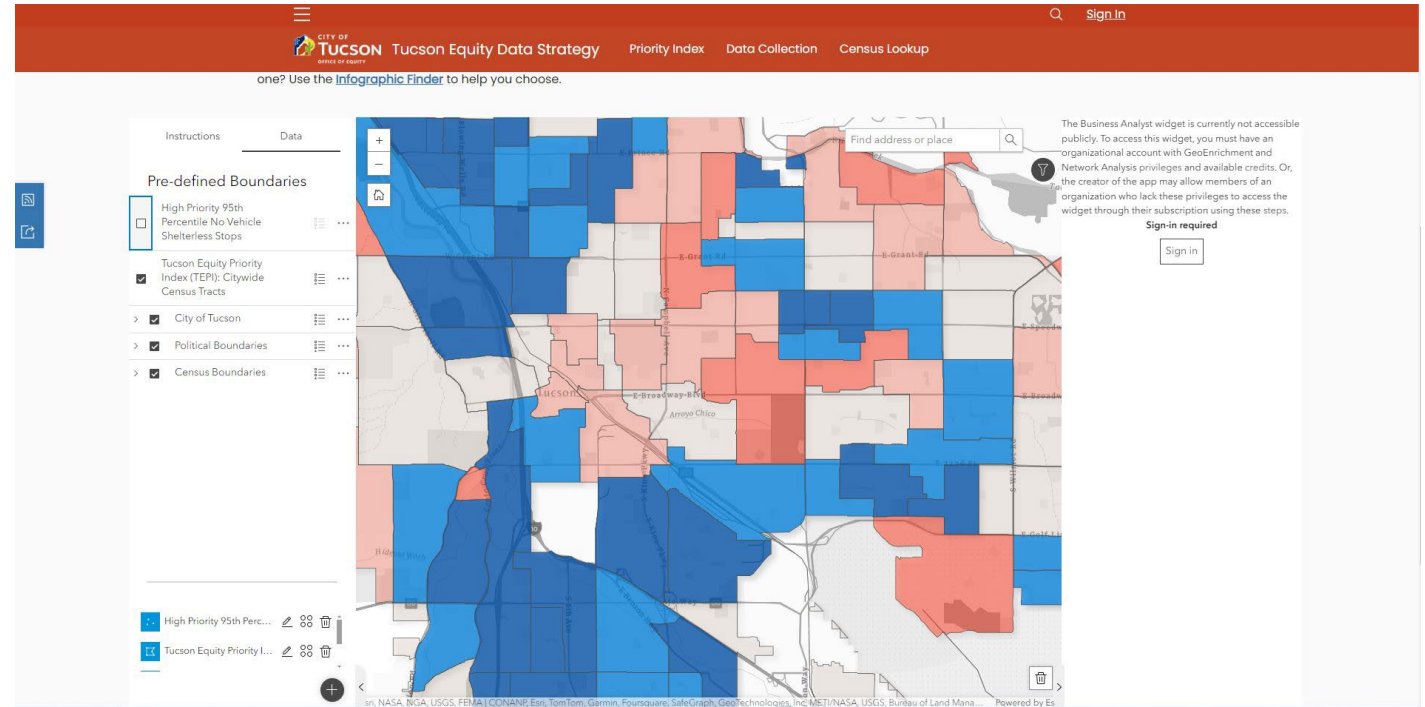 Sign In
CITY OF
TUCSON
OFFICE OF EQUITY
Tucson Equity Data Strategy
Priority Index
Data Collection
Census Lookup
one? Use the Infographic Finder to help you choose.
Instructions
Data
Pre-defined Boundaries
High Priority 95th
Percentile No Vehicle
Shelterless Stops
Tucson Equity Priority
Index (TEPI): Citywide
Census Tracts
City of Tucson
Political Boundaries
Census Boundaries
High Priority 95th Perc...
Tucson Equity Priority I...
+
−
Find address or place
E-Grant Rd
E-Grant-Rd
N-Campbell-Ave
E-Speedw
Tucson
E-Broadway-Blvd
E-Broadw
Arroyo Chico
S-Wilmot-Rd
E-Golf-Li
10
The Business Analyst widget is currently not accessible
publicly. To access this widget, you must have an
organizational account with GeoEnrichment and
Network Analysis privileges and available credits. Or,
the creator of the app may allow members of an
organization who lack these privileges to access the
widget through their subscription using these steps.
Sign-in required
Sign in
sri, NASA, NGA, USGS, FEMA | CONANP, Esri, TomTom, Garmin, Foursquare, SafeGraph, GeoTechnologies, Inc, METI/NASA, USGS, Bureau of Land Mana...
Powered by Es